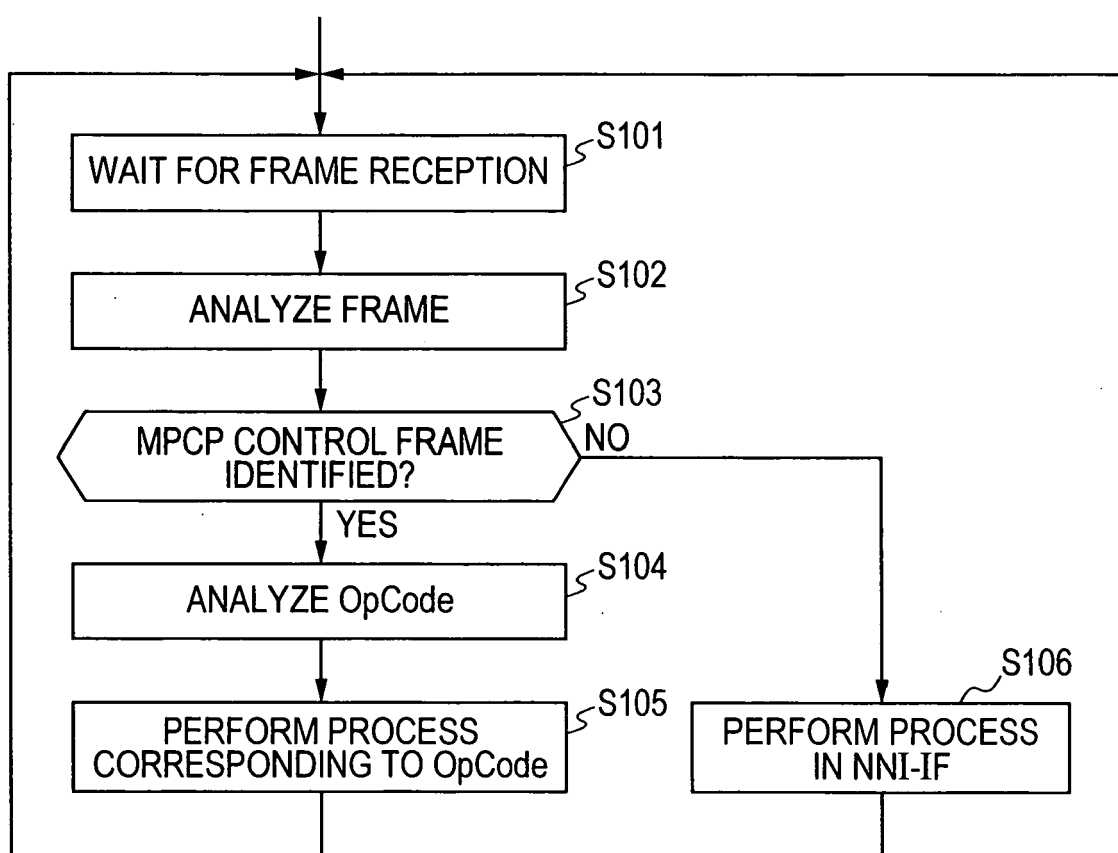 S101
WAIT FOR FRAME RECEPTION
S102
ANALYZE FRAME
S103
MPCP CONTROL FRAME
IDENTIFIED?
NO
YES
S104
ANALYZE OpCode
S105
PERFORM PROCESS
CORRESPONDING TO OpCode
S106
PERFORM PROCESS
IN NNI-IF